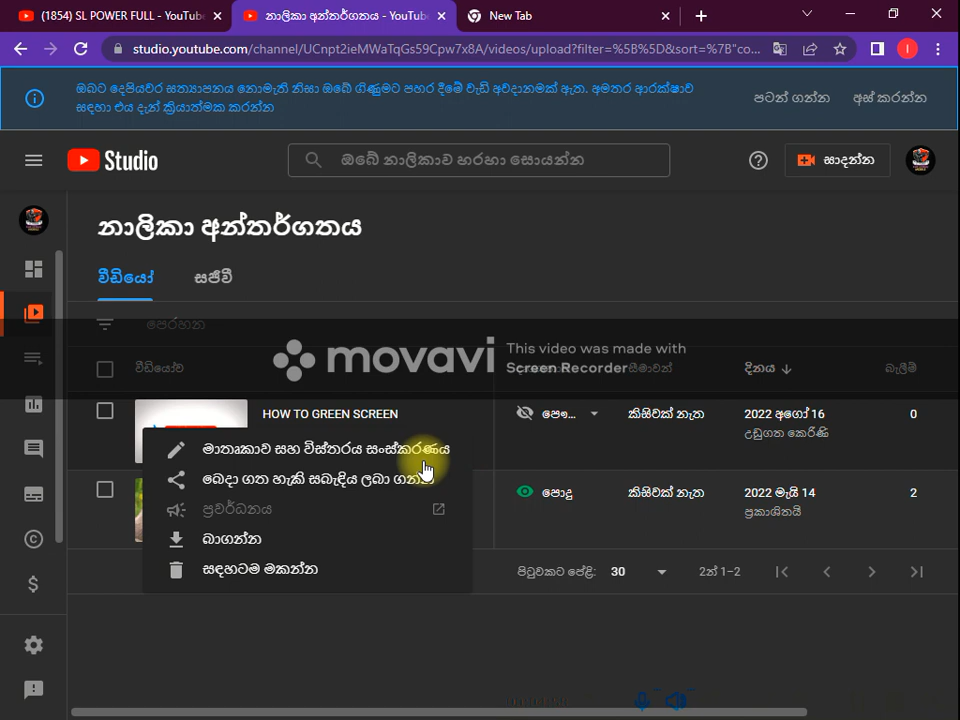 (1854) SL POWER FULL - YouTube
නාලිකා අන්තර්ගතය - YouTube
New Tab
studio.youtube.com/channel/UCnpt2ieMWaTqGs59Cpw7x8A/videos/upload?filter=%5B%5D&sort=%7B"co...
ඔබට දෙපියවර සත්‍යාපනය නොමැති නිසා ඔබේ ගිණුමට පහර දීමේ වැඩි අවදානමක් ඇත. අමතර ආරක්ෂාව
සඳහා එය දැන් ක්‍රියාත්මක කරන්න
පටන් ගන්න
අස් කරන්න
Studio
ඔබේ නාලිකාව හරහා සොයන්න
සාදන්න
නාලිකා අන්තර්ගතය
වීඩියෝ
සජීවී
පෙරහන
movavi
This video was made with
Screen Recorder
වීඩියෝව
සීමාවන්
දිනය
බැලීම්
HOW TO GREEN SCREEN
පෞ...
කිසිවක් නැත
2022 අගෝ 16
0
උඩුගත කෙරිණි
මාතෘකාව සහ විස්තරය සංස්කරණය
බෙදා ගත හැකි සබැඳිය ලබා ගන්න
ප්‍රවර්ධනය
බාගන්න
සඳහටම මකන්න
පොදු
කිසිවක් නැත
2022 මැයි 14
2
ප්‍රකාශිතයි
පිටුවකට පේළි:
30
2න් 1–2